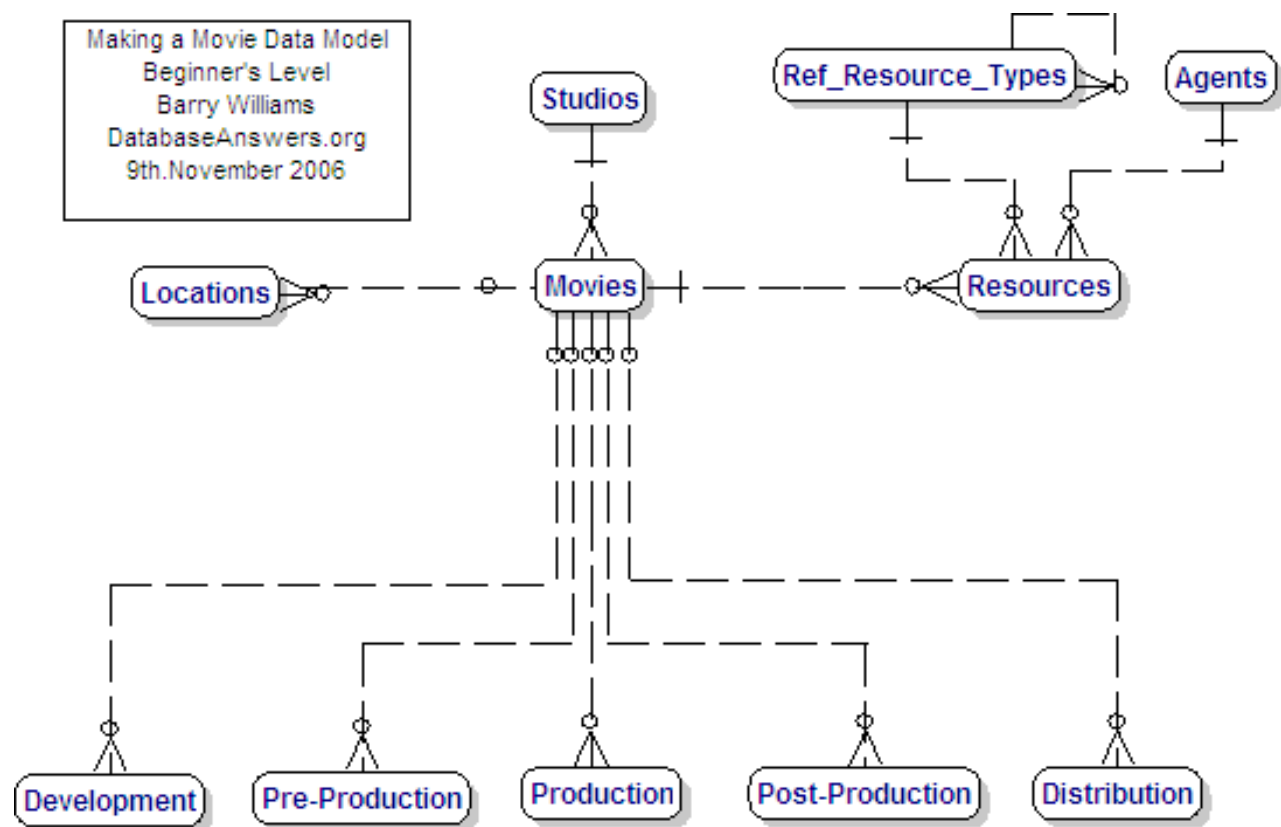 Making a Movie Data Model
Beginner's Level
Barry Williams
DatabaseAnswers.org
9th.November 2006
Studios
Ref_Resource_Types
Agents
Locations
Movies
Resources
Development
Pre-Production
Production
Post-Production
Distribution